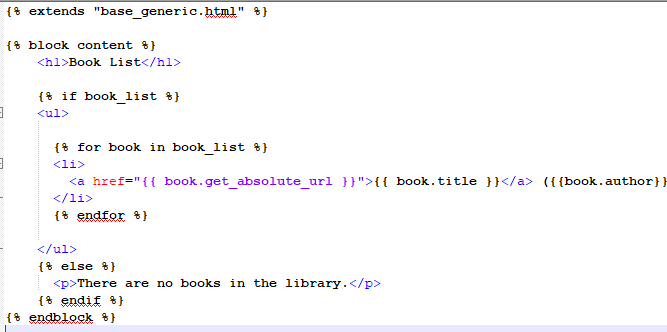 {% extends "base_generic.html" %}
{% block content %}
<h1>Book List</h1>
{% if book_list %}
<ul>
{% for book in book_list %}
<li>
<a href="{{ book.get_absolute_url }}">{{ book.title }}</a> ({{book.author}}
</li>
{% endfor %}
</ul>
{% else %}
<p>There are no books in the library.</p>
{% endif %}
{% endblock %}